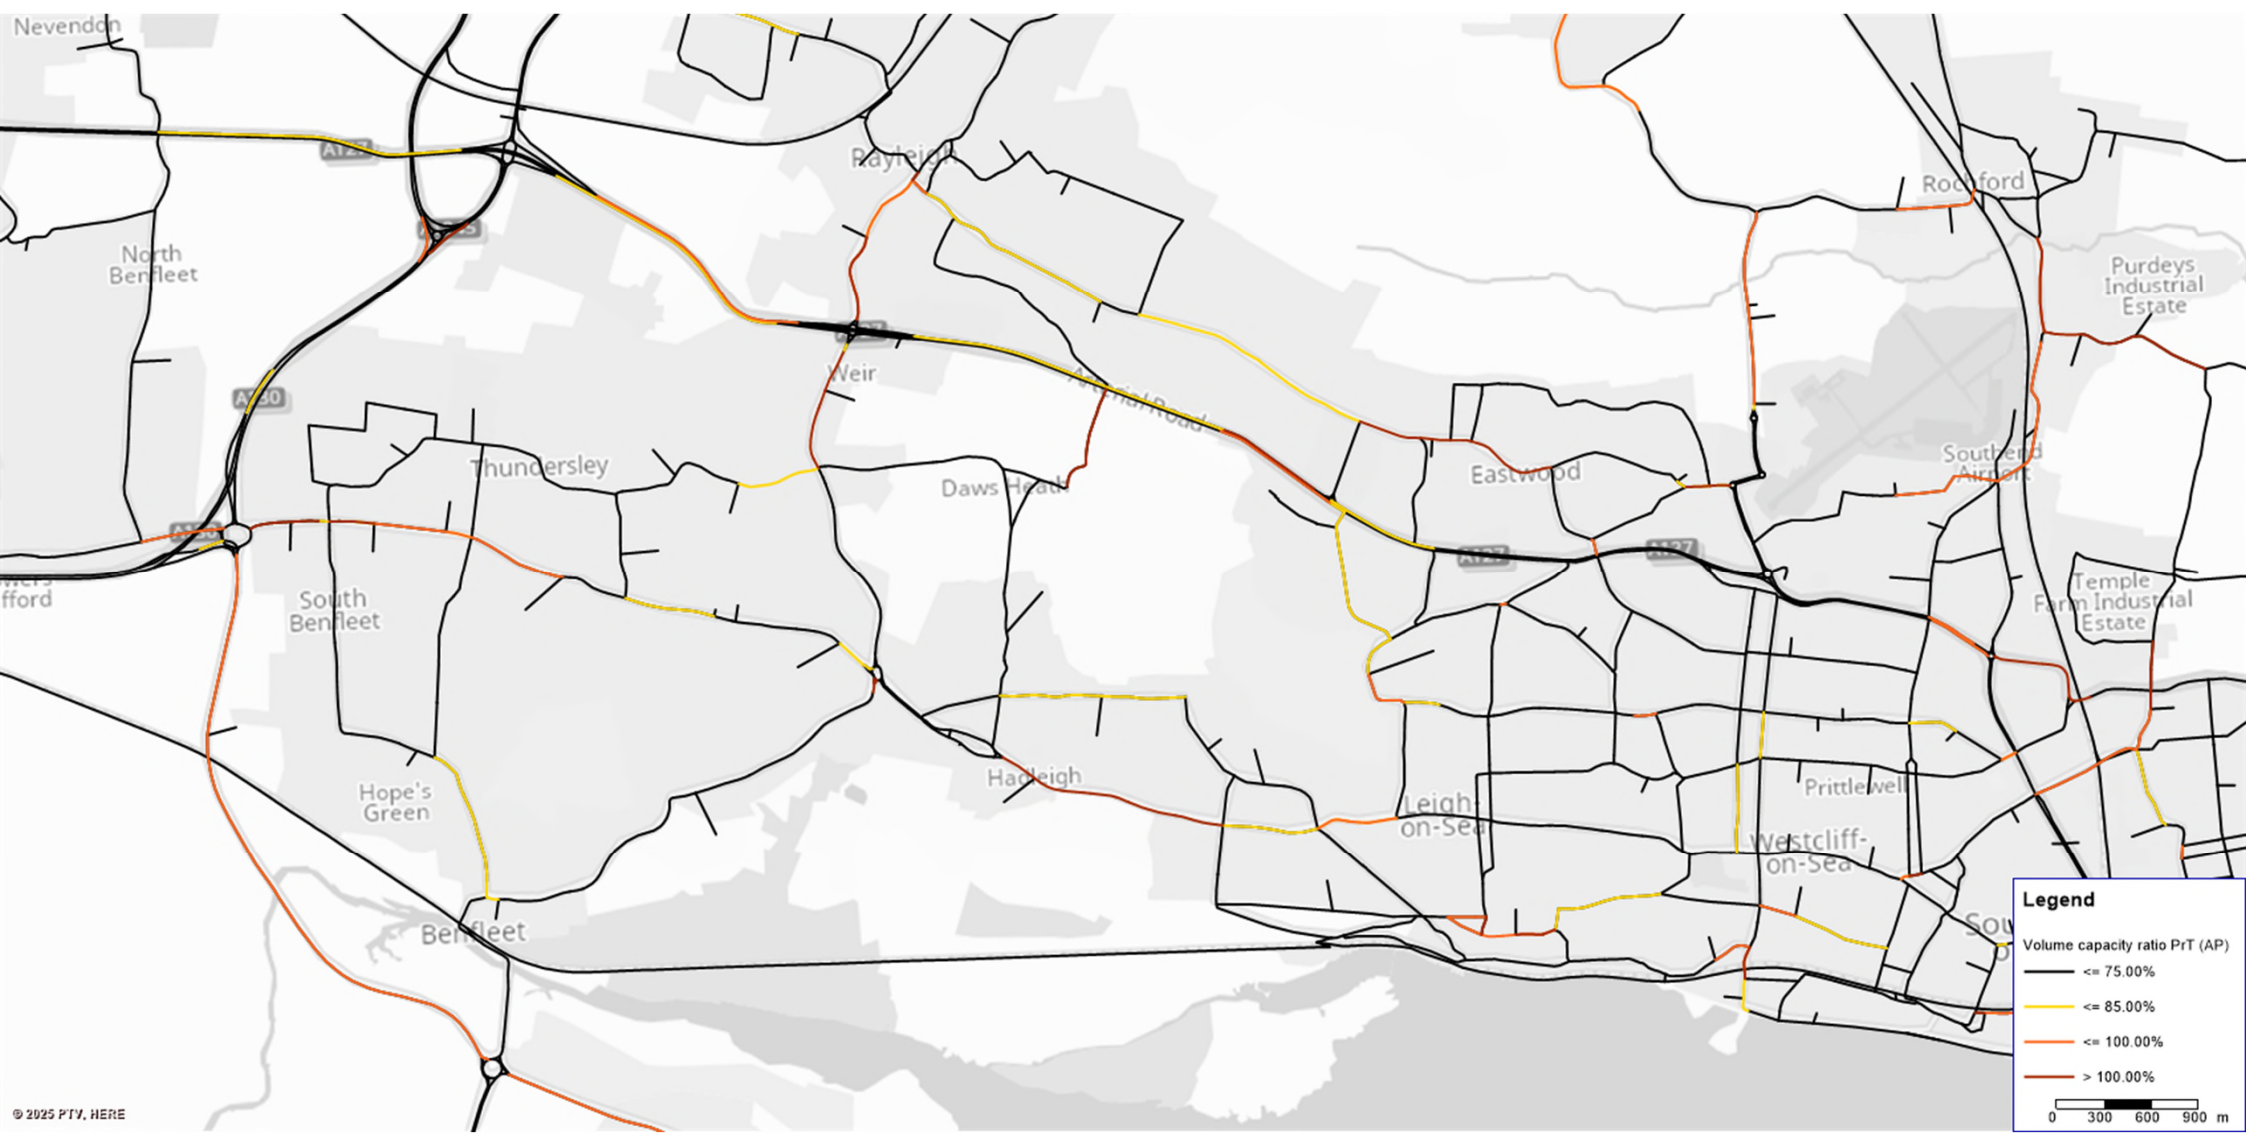 Nevendon
A127
Rayleigh
Rochford
North
Benfleet
Purdeys
Industrial
Estate
Weir
A130
Arterial Road
Thundersley
Daws Heath
Eastwood
Southend
Airport
A127
A127
South
Benfleet
Temple
Farm Industrial
Estate
fford
Hope's
Green
Hadleigh
Leigh-
on-Sea
Prittlewell
Westcliff-
on-Sea
Benfleet
Legend
Volume capacity ratio PrT (AP)
<= 75.00%
<= 85.00%
<= 100.00%
> 100.00%
0 300 600 900 m
© 2025 PTV, HERE